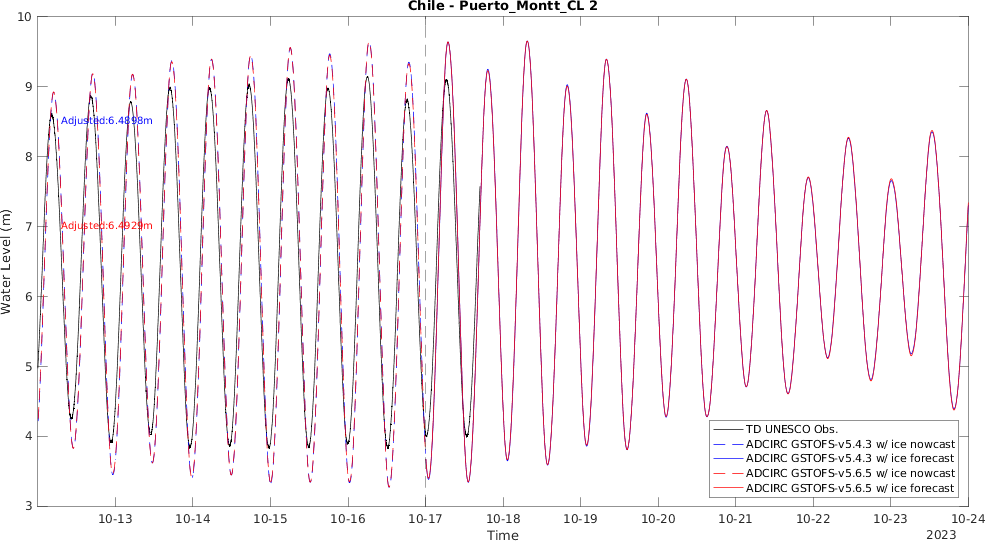 Chile - Puerto_Montt_CL 2
10
9
8
7
6
5
4
3
Water Level (m)
Adjusted:6.4898m
Adjusted:6.4929m
TD UNESCO Obs.
ADCIRC GSTOFS-v5.4.3 w/ ice nowcast
ADCIRC GSTOFS-v5.4.3 w/ ice forecast
ADCIRC GSTOFS-v5.6.5 w/ ice nowcast
ADCIRC GSTOFS-v5.6.5 w/ ice forecast
10-13 10-14 10-15 10-16 10-17 10-18 10-19 10-20 10-21 10-22 10-23 10-24
Time
2023